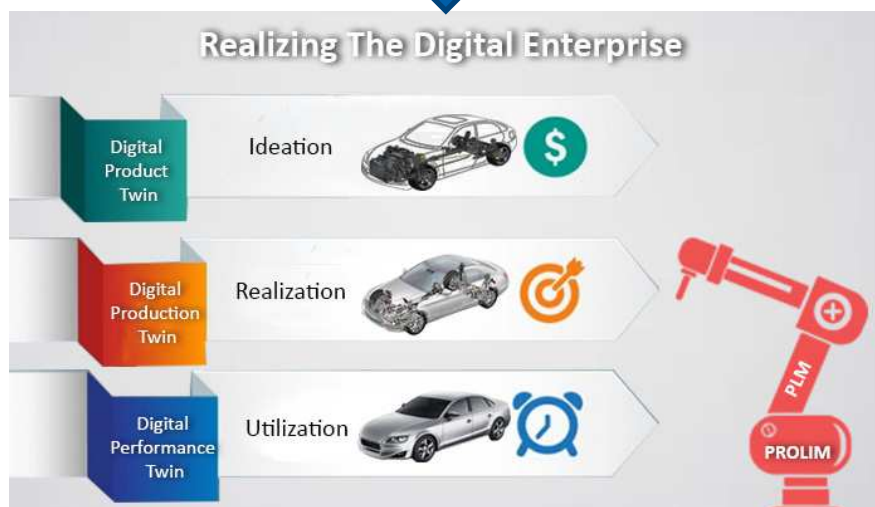 Realizing The Digital Enterprise
Digital
Product
Twin
Ideation
$
Digital
Production
Twin
Realization
Digital
Performance
Twin
Utilization
PLM
PROLIM